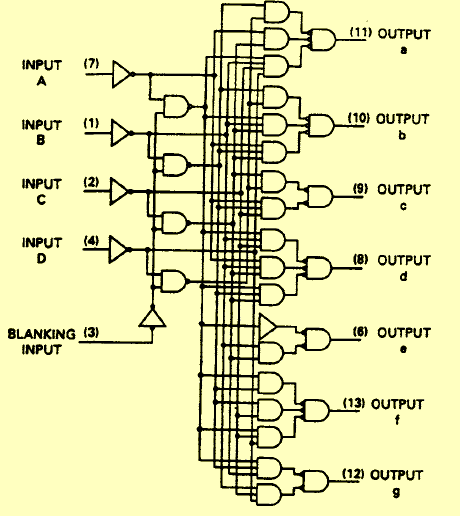 (11) OUTPUT
a
INPUT (7)
A
(10) OUTPUT
b
INPUT (1)
B
INPUT (2)
C
(9) OUTPUT
c
INPUT (4)
D
(8) OUTPUT
d
BLANKING (3)
INPUT
(6) OUTPUT
e
(13) OUTPUT
f
(12) OUTPUT
g